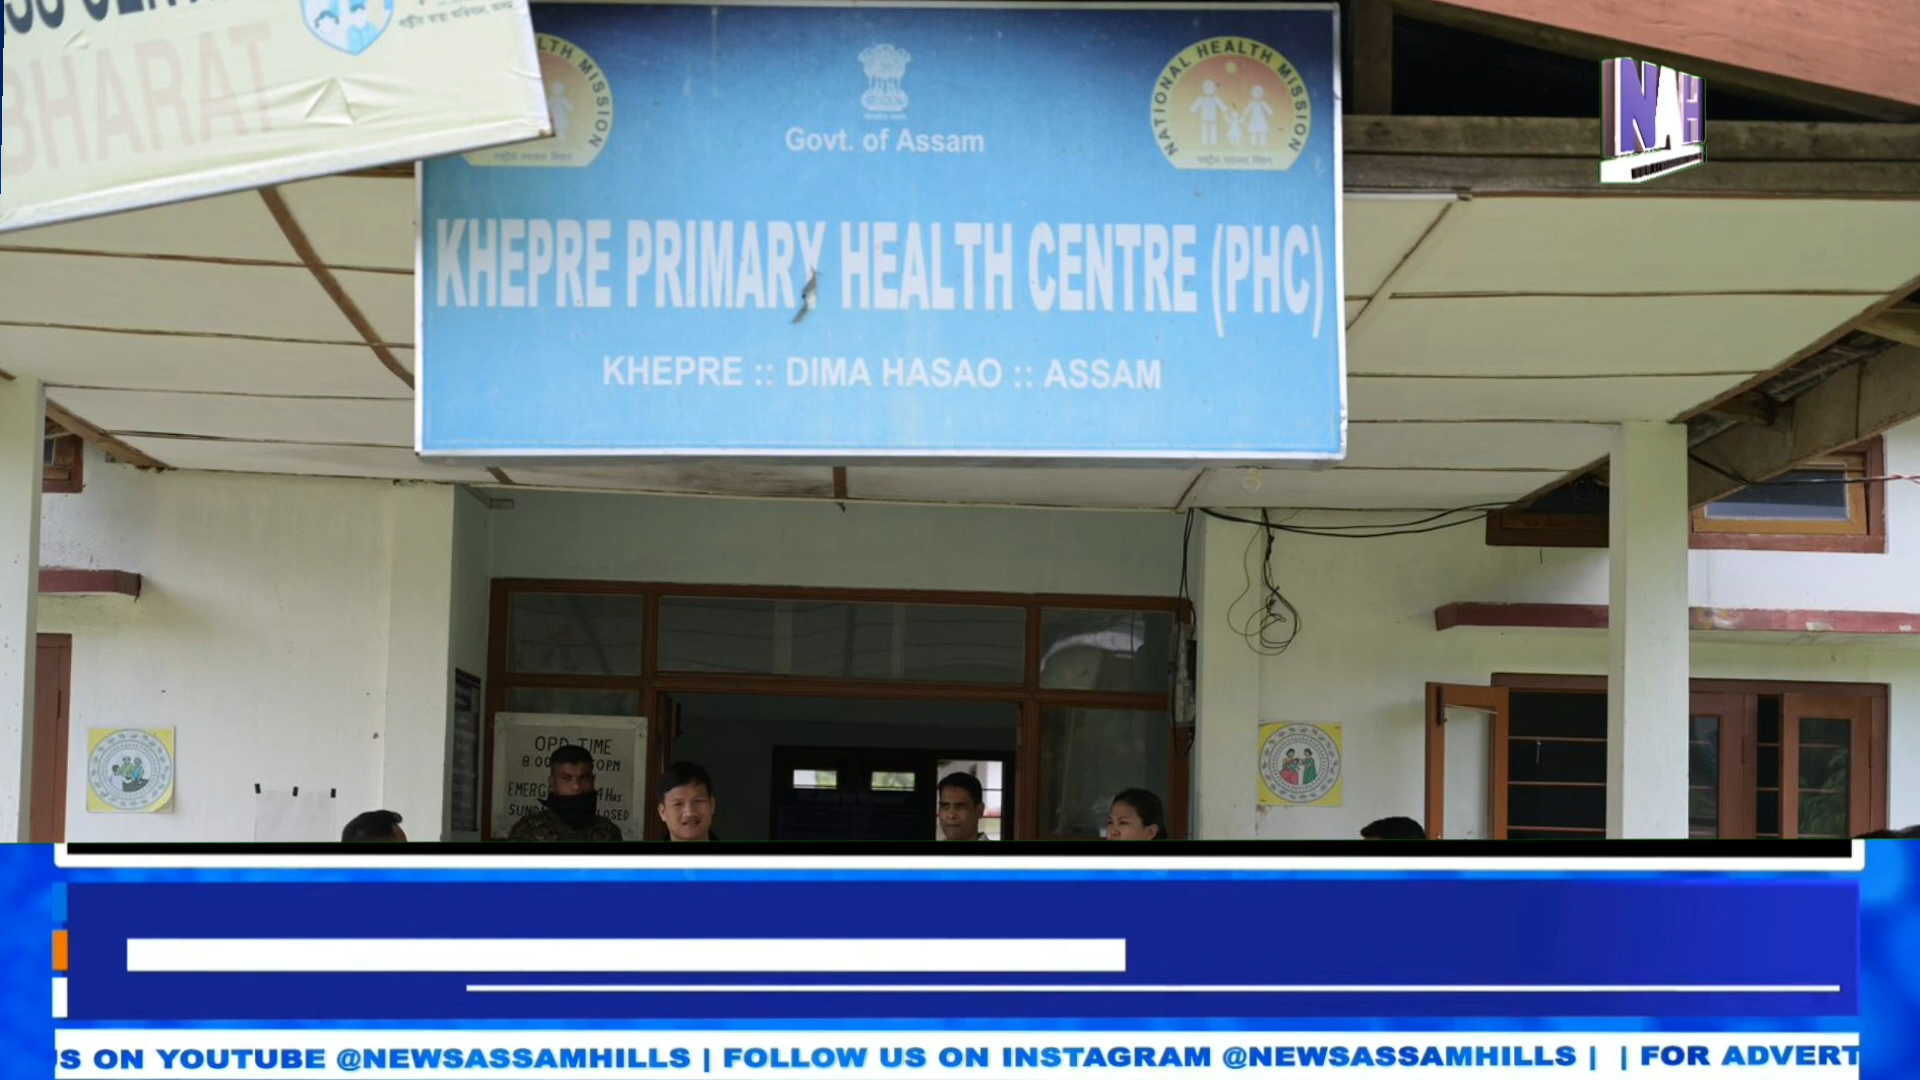 BHARAT
HEALTH MISSION
NATIONAL HEALTH MISSION
NAH
Govt. of Assam
KHEPRE PRIMARY HEALTH CENTRE (PHC)
KHEPRE :: DIMA HASAO :: ASSAM
OPD TIME
US ON YOUTUBE @NEWSASSAMHILLS | FOLLOW US ON INSTAGRAM @NEWSASSAMHILLS | | FOR ADVERT